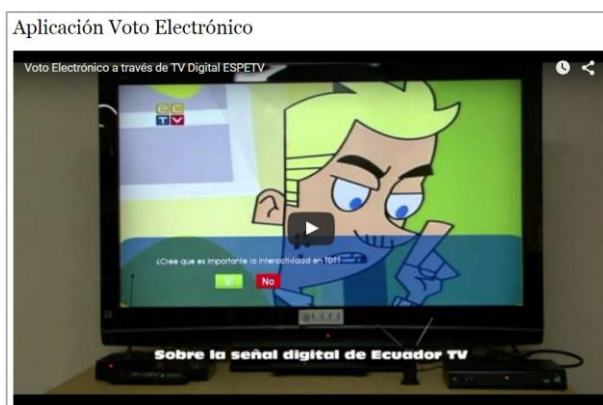 Aplicación Voto Electrónico
Voto Electrónico a través de TV Digital ESPETV
ec
TV
¿Cree que es importante la interactividad en TDT?
SI
No
Sobre la señal digital de Ecuador TV